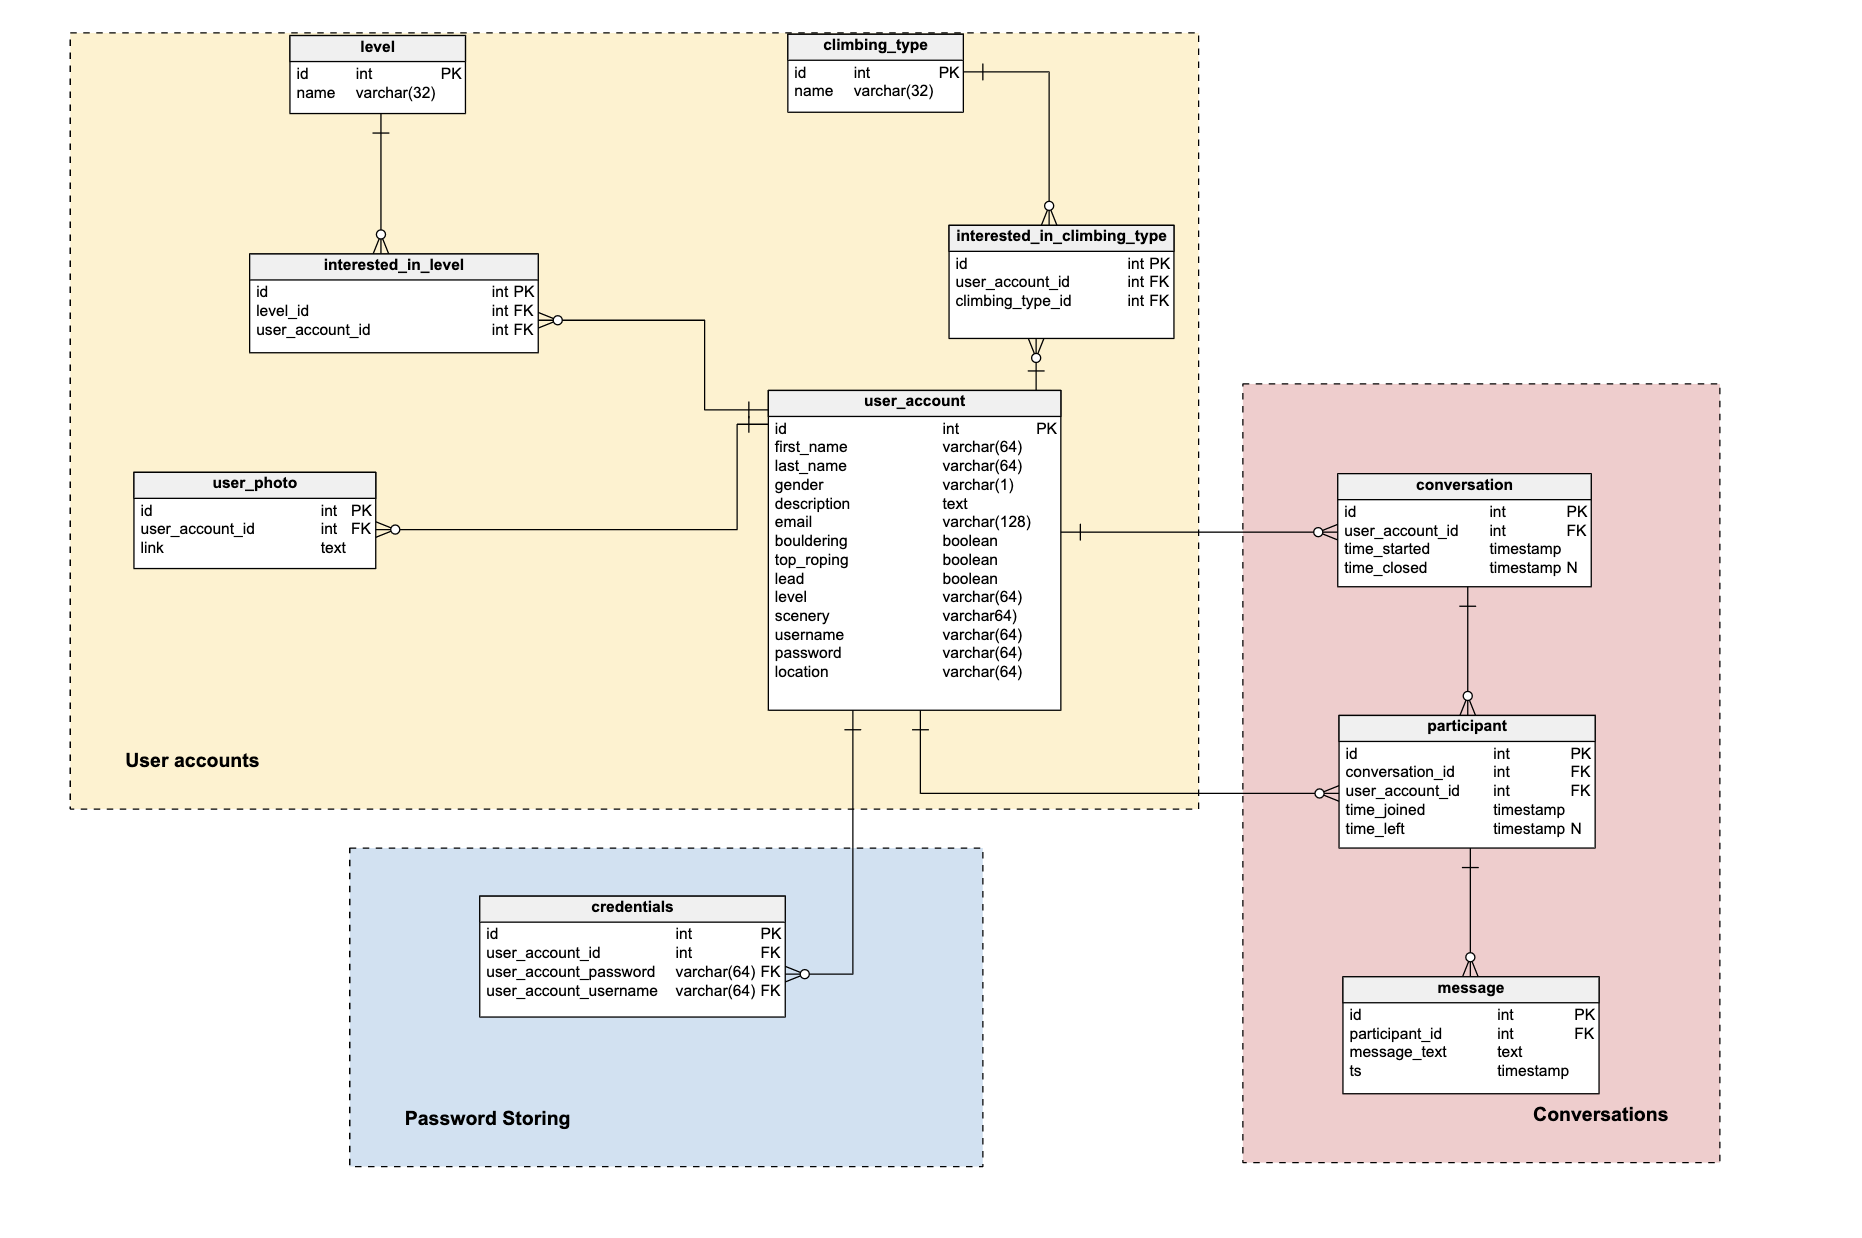 level
id int PK
name varchar(32)
climbing_type
id int PK
name varchar(32)
interested_in_level
id int PK
level_id int FK
user_account_id int FK
interested_in_climbing_type
id int PK
user_account_id int FK
climbing_type_id int FK
user_account
id int PK
first_name varchar(64)
last_name varchar(64)
gender varchar(1)
description text
email varchar(128)
bouldering boolean
top_roping boolean
lead boolean
level varchar(64)
scenery varchar64)
username varchar(64)
password varchar(64)
location varchar(64)
user_photo
id int PK
user_account_id int FK
link text
User accounts
conversation
id int PK
user_account_id int FK
time_started timestamp
time_closed timestamp N
participant
id int PK
conversation_id int FK
user_account_id int FK
time_joined timestamp
time_left timestamp N
message
id int PK
participant_id int FK
message_text text
ts timestamp
Conversations
credentials
id int PK
user_account_id int FK
user_account_password varchar(64) FK
user_account_username varchar(64) FK
Password Storing